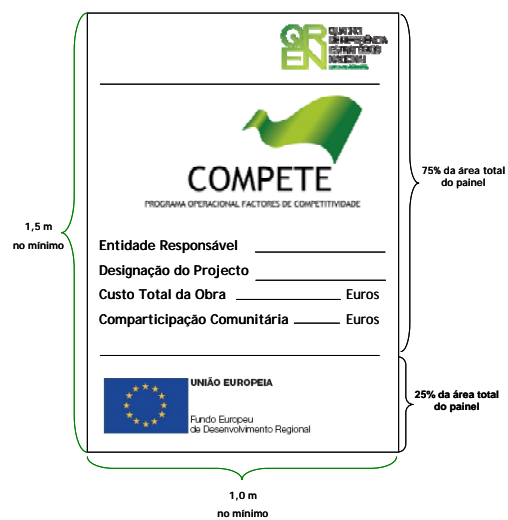 QREN
QUADRO
DE REFERÊNCIA
ESTRATÉGICO
NACIONAL
COMPETE
PROGRAMA OPERACIONAL FACTORES DE COMPETITIVIDADE
75% da área total
do painel
1,5 m
no mínimo
Entidade Responsável
Designação do Projecto
Custo Total da Obra Euros
Comparticipação Comunitária Euros
UNIÃO EUROPEIA
Fundo Europeu
de Desenvolvimento Regional
25% da área total
do painel
1,0 m
no mínimo